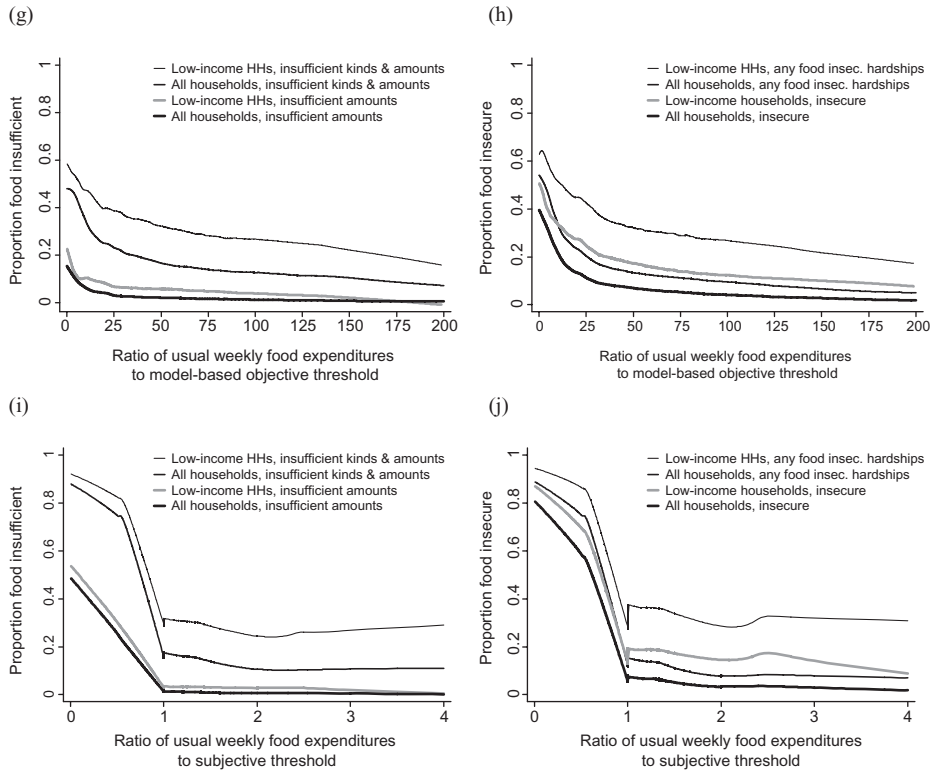 (g)
Proportion food insufficient
1
0.8
0.6
0.4
0.2
0
Low-income HHs, insufficient kinds & amounts
All households, insufficient kinds & amounts
Low-income HHs, insufficient amounts
All households, insufficient amounts
0 25 50 75 100 125 150 175 200
Ratio of usual weekly food expenditures
to model-based objective threshold
(h)
Proportion food insecure
1
0.8
0.6
0.4
0.2
0
Low-income HHs, any food insec. hardships
All households, any food insec. hardships
Low-income households, insecure
All households, insecure
0 25 50 75 100 125 150 175 200
Ratio of usual weekly food expenditures
to model-based objective threshold
(i)
Proportion food insufficient
1
0.8
0.6
0.4
0.2
0
Low-income HHs, insufficient kinds & amounts
All households, insufficient kinds & amounts
Low-income HHs, insufficient amounts
All households, insufficient amounts
0 1 2 3 4
Ratio of usual weekly food expenditures
to subjective threshold
(j)
Proportion food insecure
1
0.8
0.6
0.4
0.2
0
Low-income HHs, any food insec. hardships
All households, any food insec. hardships
Low-income households, insecure
All households, insecure
0 1 2 3 4
Ratio of usual weekly food expenditures
to subjective threshold